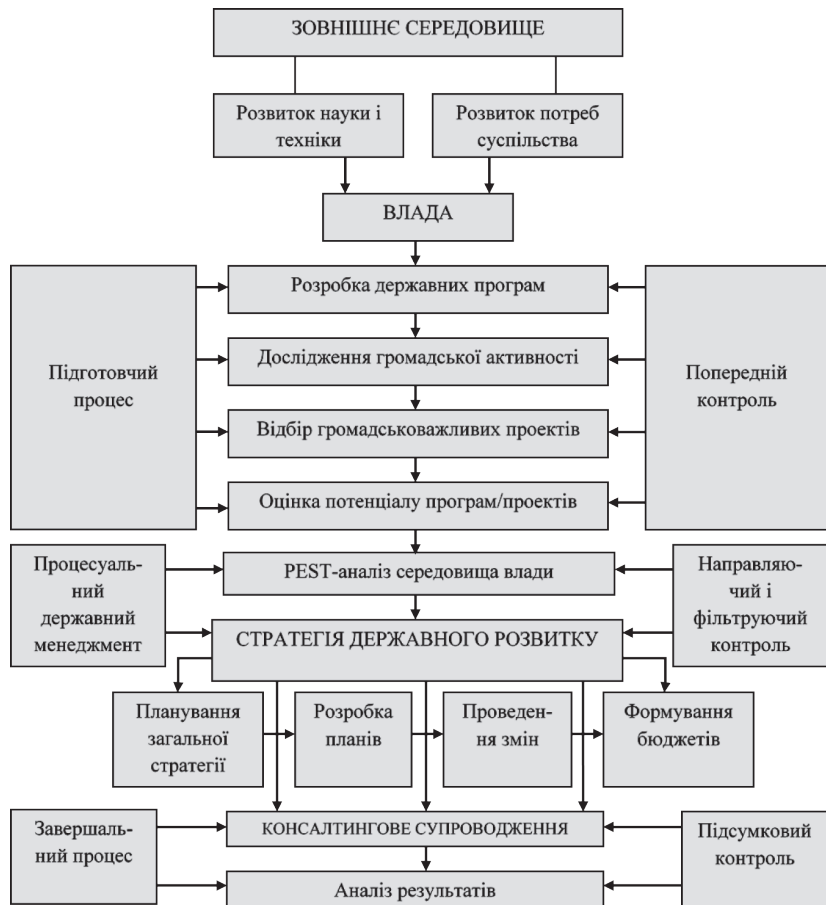 ЗОВНІШНЄ СЕРЕДОВИЩЕ
Розвиток науки і
техніки
Розвиток потреб
суспільства
ВЛАДА
Розробка державних програм
Дослідження громадської активності
Підготовчий
процес
Попередній
контроль
Відбір громадськоважливих проектів
Оцінка потенціалу програм/проектів
Процесуаль-
ний
державний
менеджмент
PEST-аналіз середовища влади
Направляю-
чий і
фільтруючий
контроль
СТРАТЕГІЯ ДЕРЖАВНОГО РОЗВИТКУ
Планування
загальної
стратегії
Розробка
планів
Проведен-
ня змін
Формування
бюджетів
Завершаль-
ний процес
КОНСАЛТИНГОВЕ СУПРОВОДЖЕННЯ
Підсумковий
контроль
Аналіз результатів